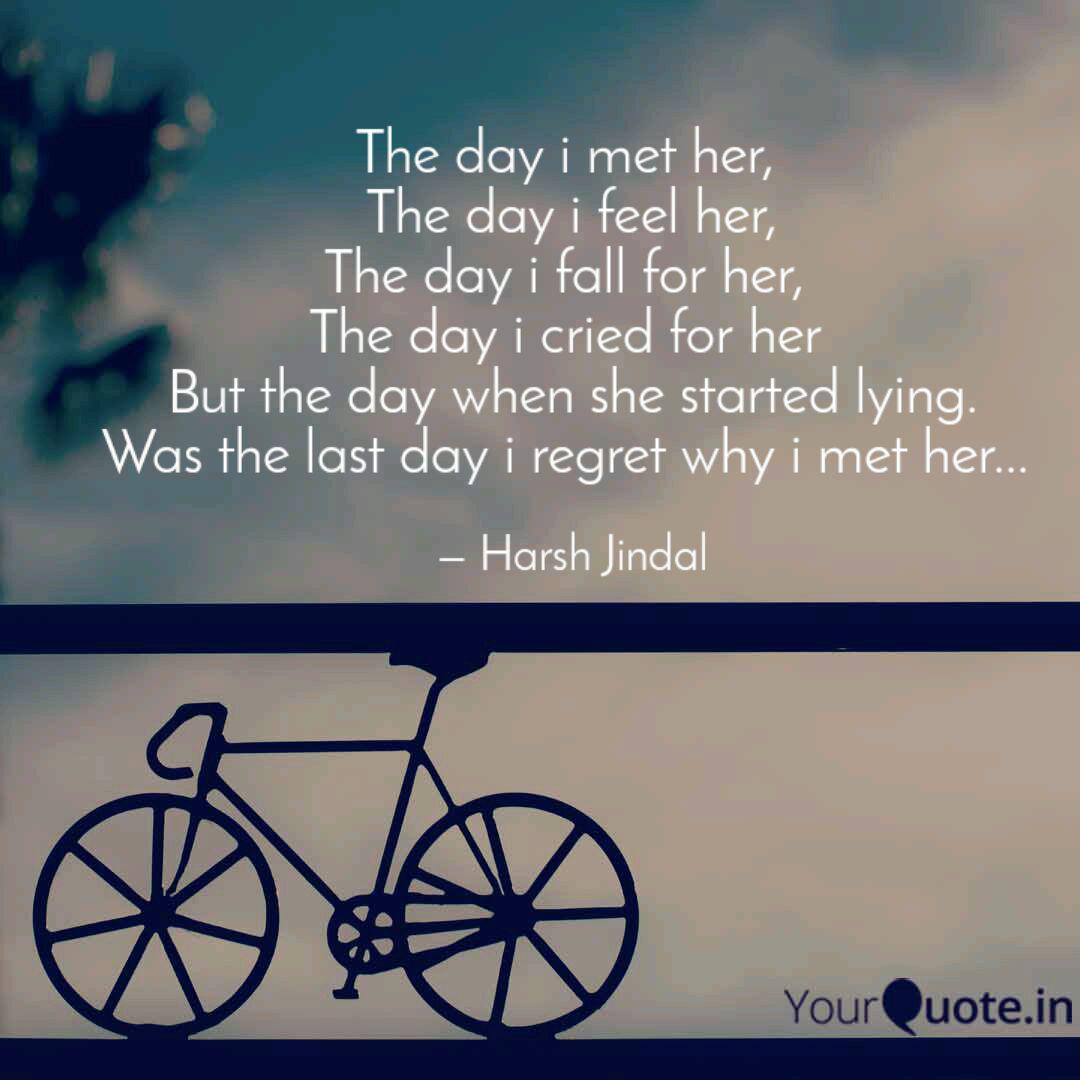 The day i met her,
The day i feel her,
The day i fall for her,
The day i cried for her
But the day when she started lying.
Was the last day i regret why i met her...
— Harsh Jindal
YourQuote.in